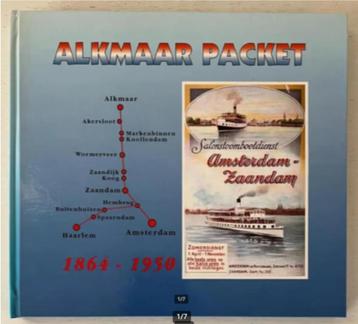 ALKMAAR PACKET
Alkmaar
Akersloot
Markenbinnen
Knollendam
Wormerveer
Zaandijk
Koog
Zaandam
Hembrug
Buitenhuizen
Spaarndam
Haarlem
Amsterdam
1864 - 1950
Salonstoombootdienst
Amsterdam-
Zaandam
ZOMERDIENST
1/7
1/7